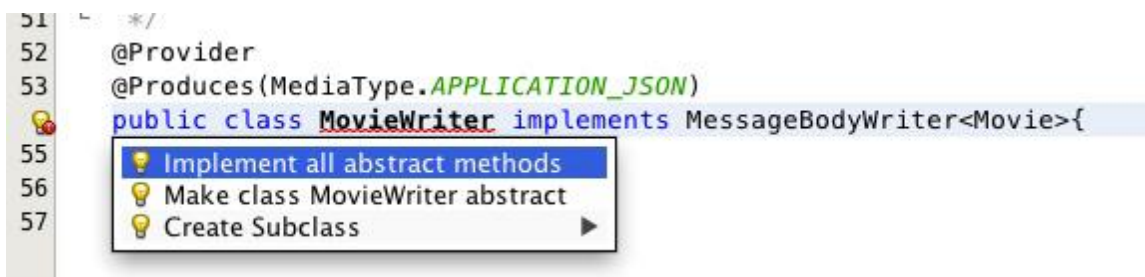 51 */
52 @Provider
53 @Produces(MediaType.APPLICATION_JSON)
public class MovieWriter implements MessageBodyWriter<Movie>{
55 Implement all abstract methods
56 Make class MovieWriter abstract
57 Create Subclass